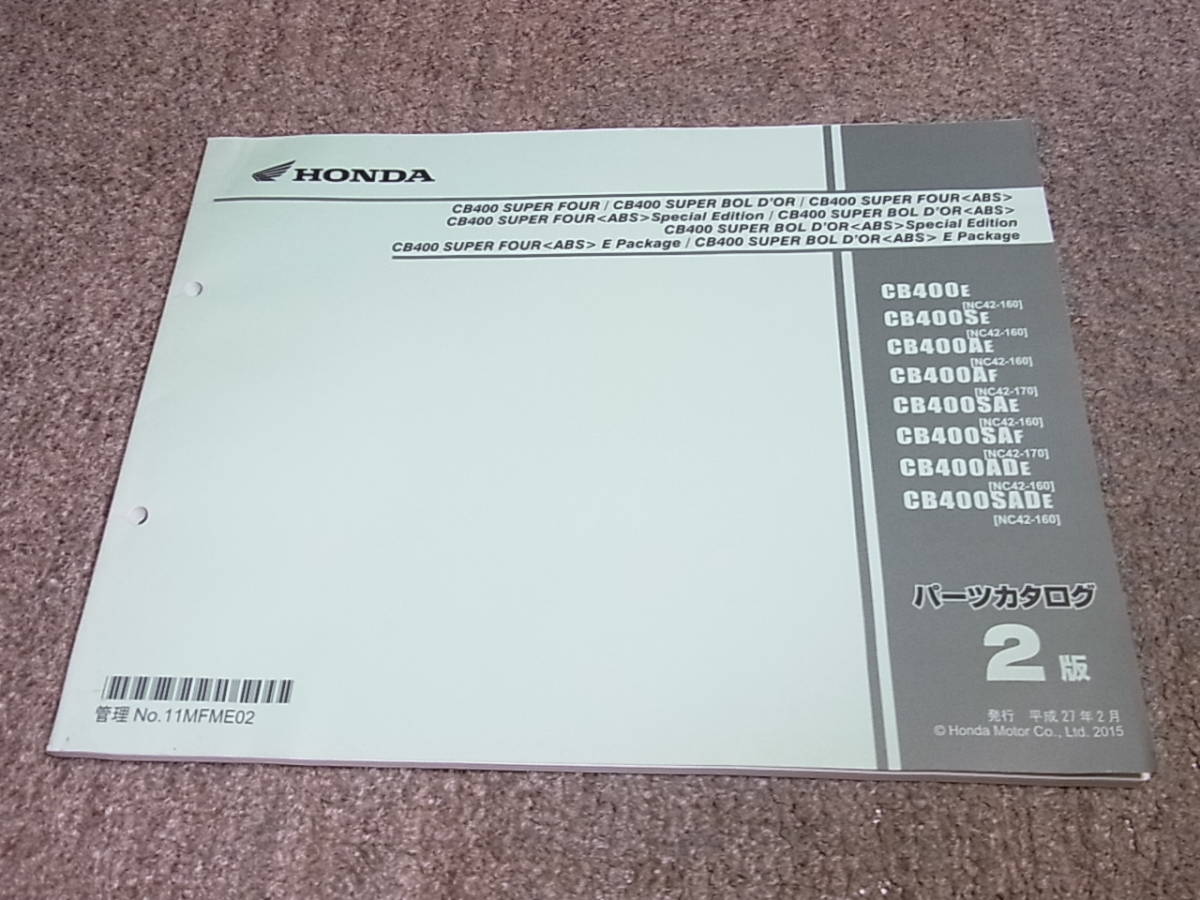 HONDA
CB400 SUPER FOUR / CB400 SUPER BOL D'OR / CB400 SUPER FOUR<ABS>
CB400 SUPER FOUR<ABS>Special Edition / CB400 SUPER BOL D'OR<ABS>
CB400 SUPER BOL D'OR<ABS>Special Edition
CB400 SUPER FOUR<ABS> E Package / CB400 SUPER BOL D'OR<ABS> E Package
CB400E
[NC42-160]
CB400SE
[NC42-160]
CB400AE
[NC42-160]
CB400AF
[NC42-170]
CB400SAE
[NC42-160]
CB400SAF
[NC42-170]
CB400ADE
[NC42-160]
CB400SADE
[NC42-160]
パーツカタログ
2版
発行 平成27年2月
© Honda Motor Co., Ltd. 2015
管理 No.11MFME02